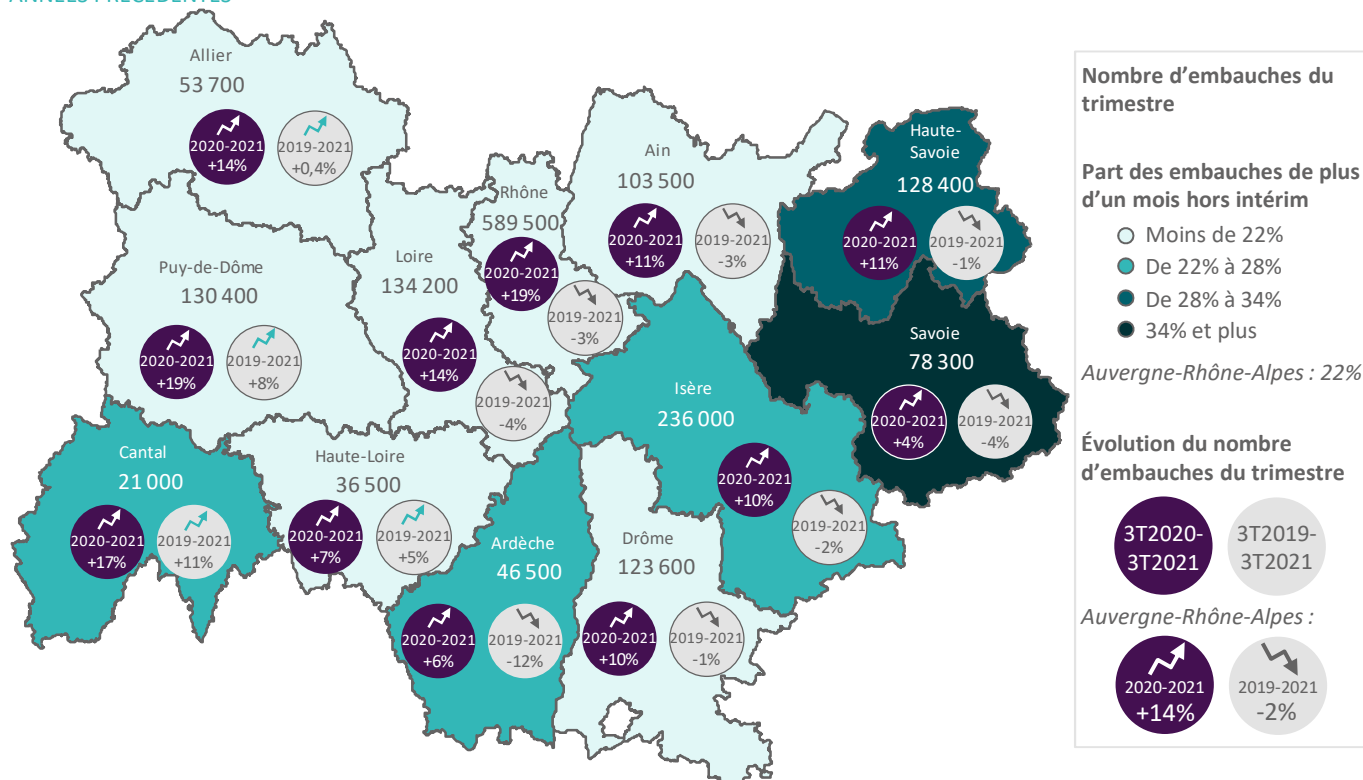 ANNÉES PRÉCÉDENTES
Allier
53 700
2020-2021
+14%
2019-2021
+0,4%
Puy-de-Dôme
130 400
2020-2021
+19%
2019-2021
+8%
Cantal
21 000
2020-2021
+17%
2019-2021
+11%
Haute-Loire
36 500
2020-2021
+7%
2019-2021
+5%
Loire
134 200
2020-2021
+14%
2019-2021
-4%
Rhône
589 500
2020-2021
+19%
2019-2021
-3%
Ain
103 500
2020-2021
+11%
2019-2021
-3%
Haute-
Savoie
128 400
2020-2021
+11%
2019-2021
-1%
Savoie
78 300
2020-2021
+4%
2019-2021
-4%
Isère
236 000
2020-2021
+10%
2019-2021
-2%
Ardèche
46 500
2020-2021
+6%
2019-2021
-12%
Drôme
123 600
2020-2021
+10%
2019-2021
-1%
Nombre d’embauches du
trimestre
Part des embauches de plus
d’un mois hors intérim
Moins de 22%
De 22% à 28%
De 28% à 34%
34% et plus
Auvergne-Rhône-Alpes : 22%
Évolution du nombre
d’embauches du trimestre
3T2020-
3T2021
3T2019-
3T2021
Auvergne-Rhône-Alpes :
2020-2021
+14%
2019-2021
-2%